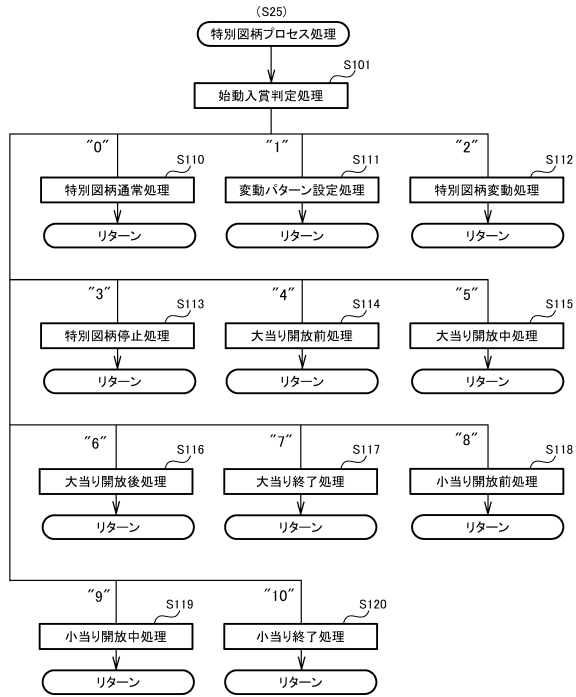 (S25)
特別図柄プロセス処理
S101
始動入賞判定処理
"0" "1" "2"
S110 S111 S112
特別図柄通常処理 変動パターン設定処理 特別図柄変動処理
リターン リターン リターン
"3" "4" "5"
S113 S114 S115
特別図柄停止処理 大当り開放前処理 大当り開放中処理
リターン リターン リターン
"6" "7" "8"
S116 S117 S118
大当り開放後処理 大当り終了処理 小当り開放前処理
リターン リターン リターン
"9" "10"
S119 S120
小当り開放中処理 小当り終了処理
リターン リターン